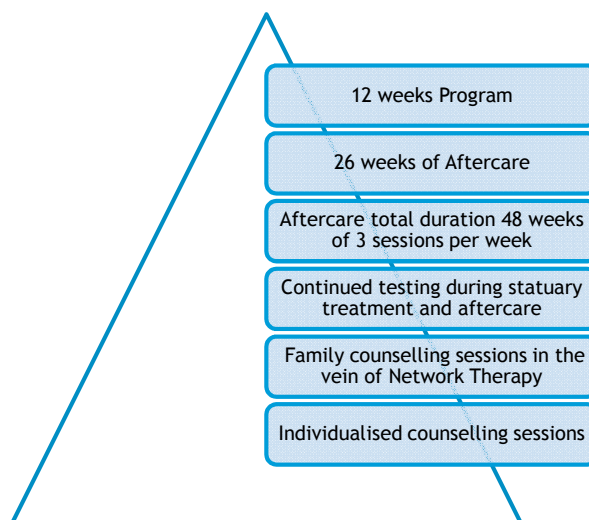 12 weeks Program
26 weeks of Aftercare
Aftercare total duration 48 weeks
of 3 sessions per week
Continued testing during statuary
treatment and aftercare
Family counselling sessions in the
vein of Network Therapy
Individualised counselling sessions